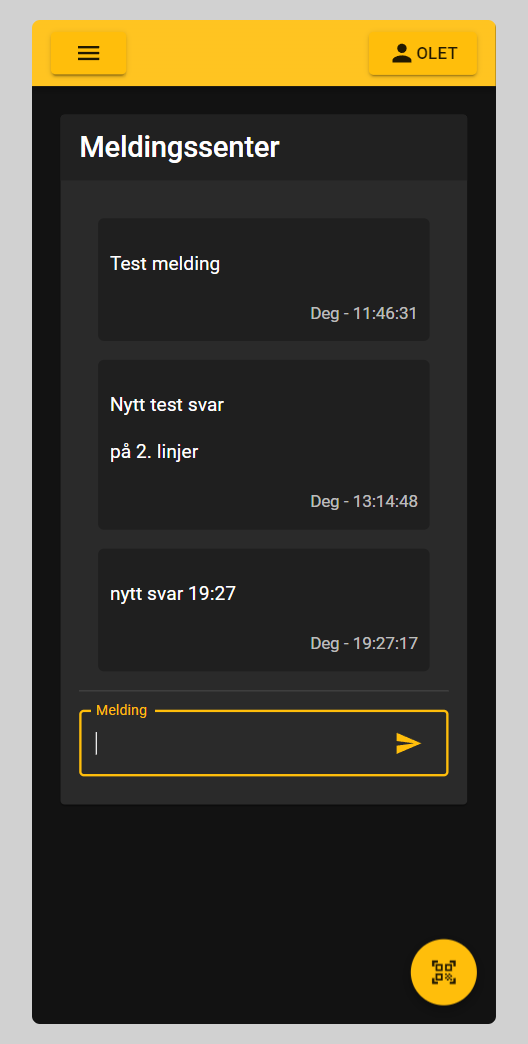 OLET
Meldingssenter
Test melding
Deg - 11:46:31
Nytt test svar
på 2. linjer
Deg - 13:14:48
nytt svar 19:27
Deg - 19:27:17
Melding